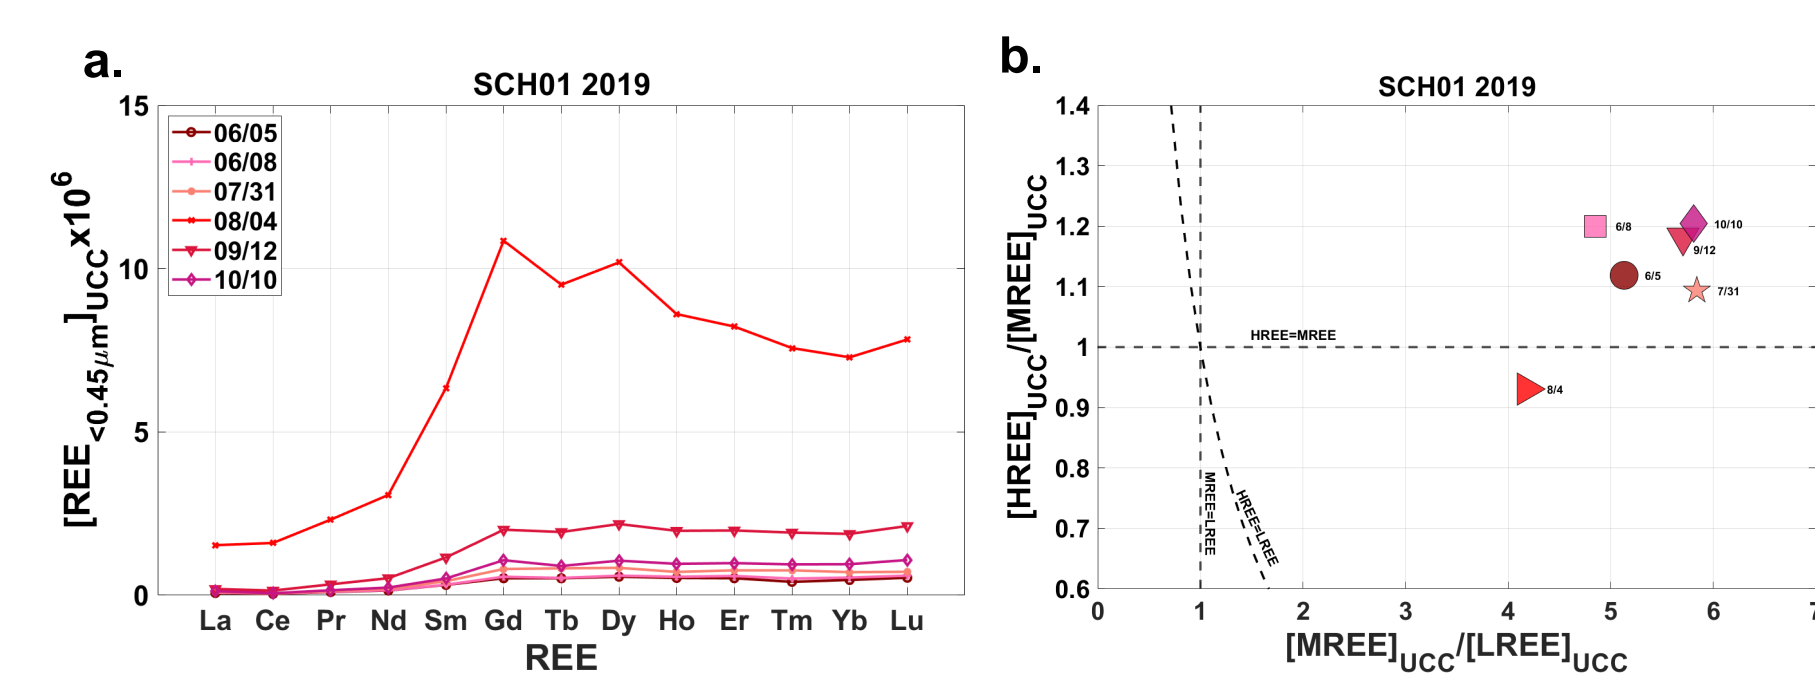 a.
SCH01 2019
[REE<0.45μm]UCCx10^6
15
10
5
0
06/05
06/08
07/31
08/04
09/12
10/10
La Ce Pr Nd Sm Gd Tb Dy Ho Er Tm Yb Lu
REE
b.
SCH01 2019
[HREE]UCC/[MREE]UCC
1.4
1.3
1.2
1.1
1
0.9
0.8
0.7
0.6
6/8
10/10
9/12
6/5
7/31
HREE=MREE
8/4
MREE=LREE
HREE=LREE
0 1 2 3 4 5 6 7
[MREE]UCC/[LREE]UCC